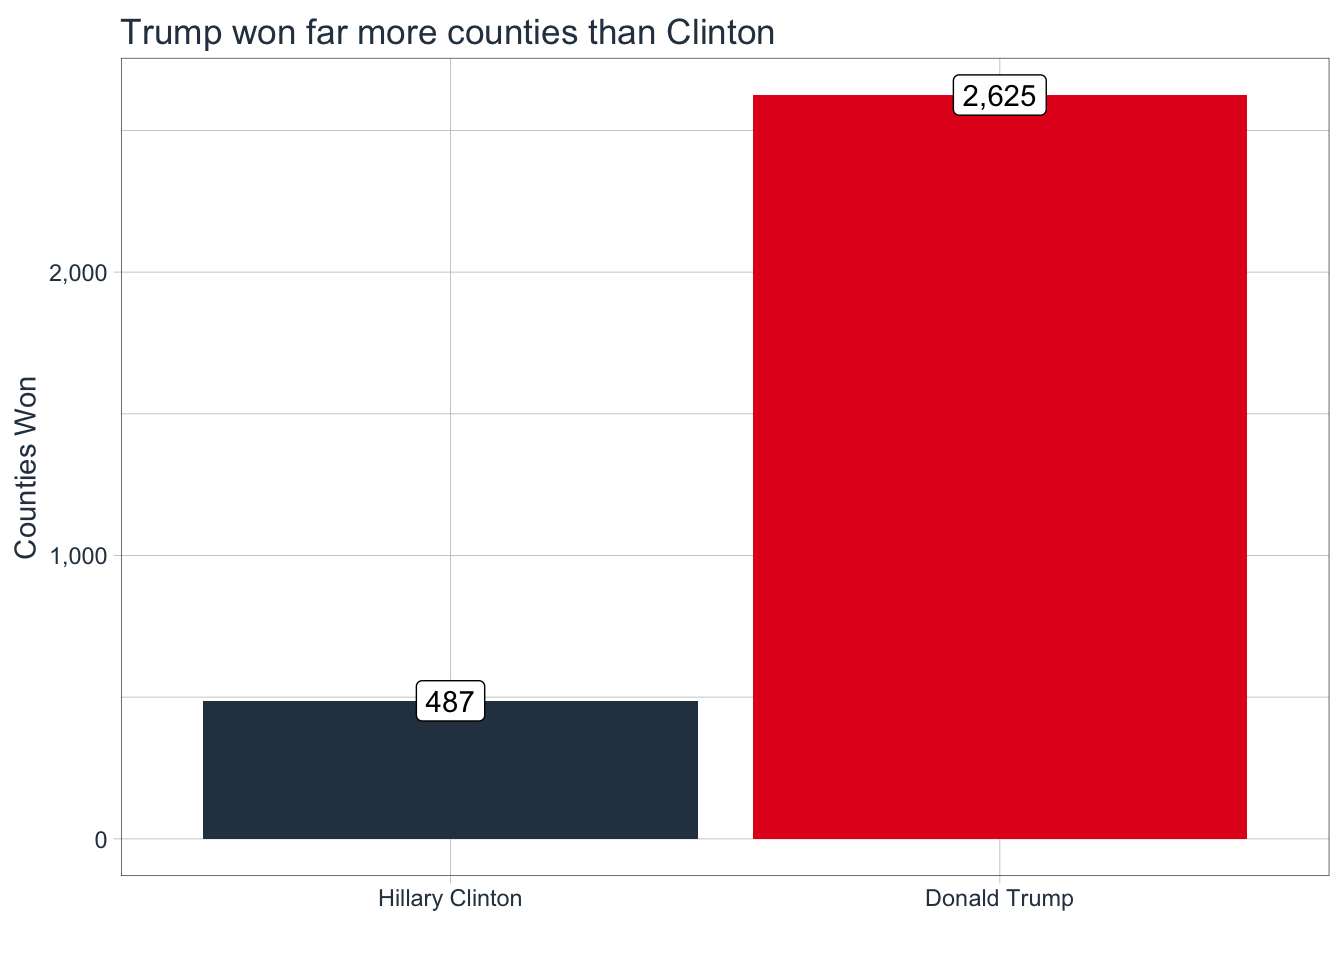 Trump won far more counties than Clinton
2,625
2,000
Counties Won
1,000
487
0
Hillary Clinton
Donald Trump